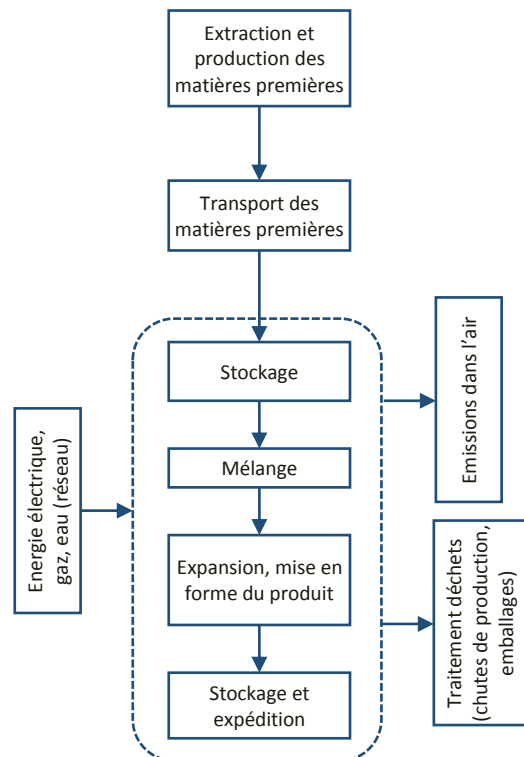 Extraction et
production des
matières premières
Transport des
matières premières
Stockage
Mélange
Expansion, mise en
forme du produit
Stockage et
expédition
Energie électrique,
gaz, eau (réseau)
Emissions dans l'air
Traitement déchets
(chutes de production,
emballages)